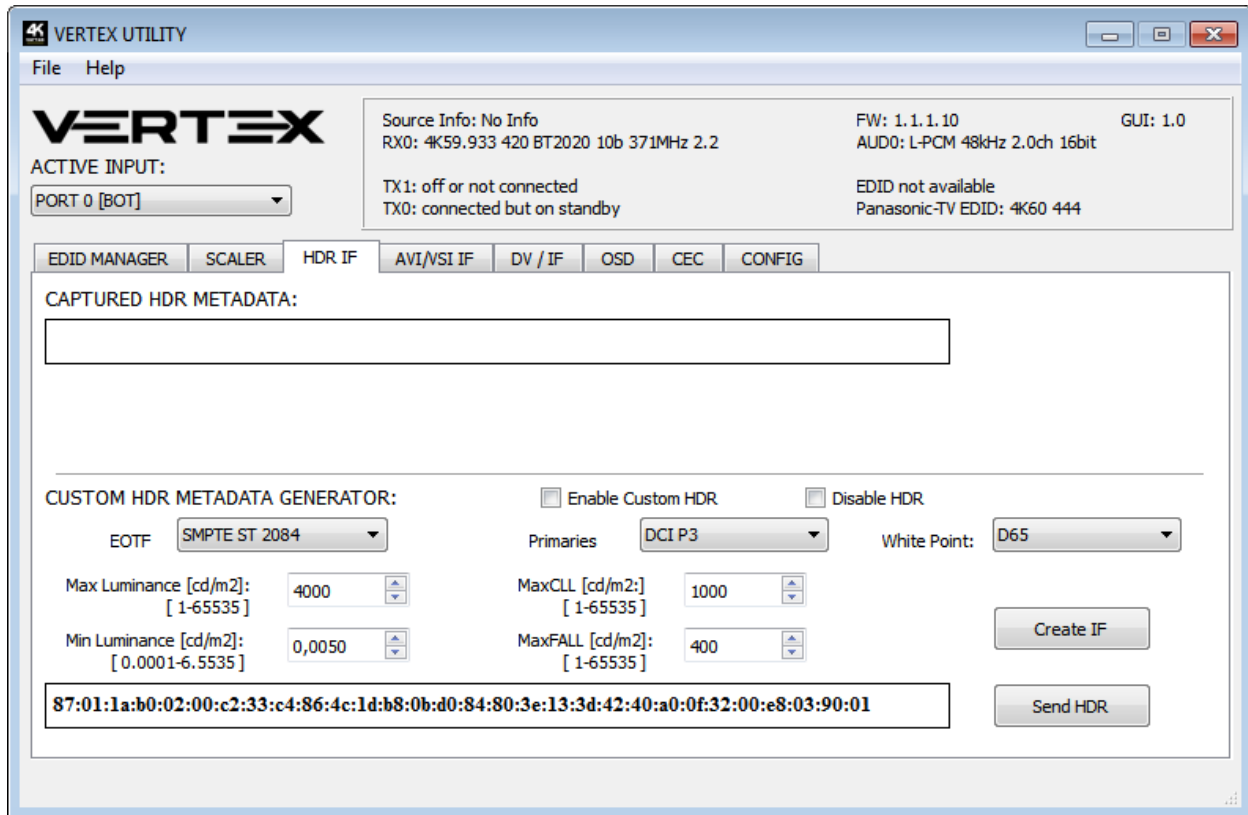 4K
VERTEX UTILITY
File Help
VERTEX
ACTIVE INPUT:
PORT 0 [BOT]
Source Info: No Info
RX0: 4K59.933 420 BT2020 10b 371MHz 2.2
TX1: off or not connected
TX0: connected but on standby
FW: 1.1.1.10 GUI: 1.0
AUD0: L-PCM 48kHz 2.0ch 16bit
EDID not available
Panasonic-TV EDID: 4K60 444
EDID MANAGER SCALER HDR IF AVI/VSI IF DV / IF OSD CEC CONFIG
CAPTURED HDR METADATA:
CUSTOM HDR METADATA GENERATOR: Enable Custom HDR Disable HDR
EOTF SMPTE ST 2084 Primaries DCI P3 White Point: D65
Max Luminance [cd/m2]: 4000 MaxCLL [cd/m2:] 1000
[ 1-65535 ] [ 1-65535 ]
Min Luminance [cd/m2]: 0,0050 MaxFALL [cd/m2]: 400
[ 0.0001-6.5535 ] [ 1-65535 ]
Create IF
87:01:1a:b0:02:00:c2:33:c4:86:4c:1d:b8:0b:d0:84:80:3e:13:3d:42:40:a0:0f:32:00:e8:03:90:01
Send HDR